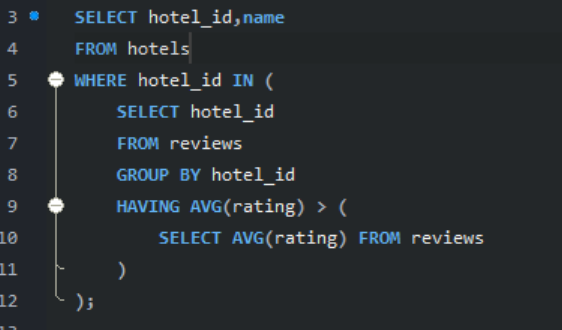 3 SELECT hotel_id,name
4 FROM hotels
5 WHERE hotel_id IN (
6 SELECT hotel_id
7 FROM reviews
8 GROUP BY hotel_id
9 HAVING AVG(rating) > (
10 SELECT AVG(rating) FROM reviews
11 )
12 );